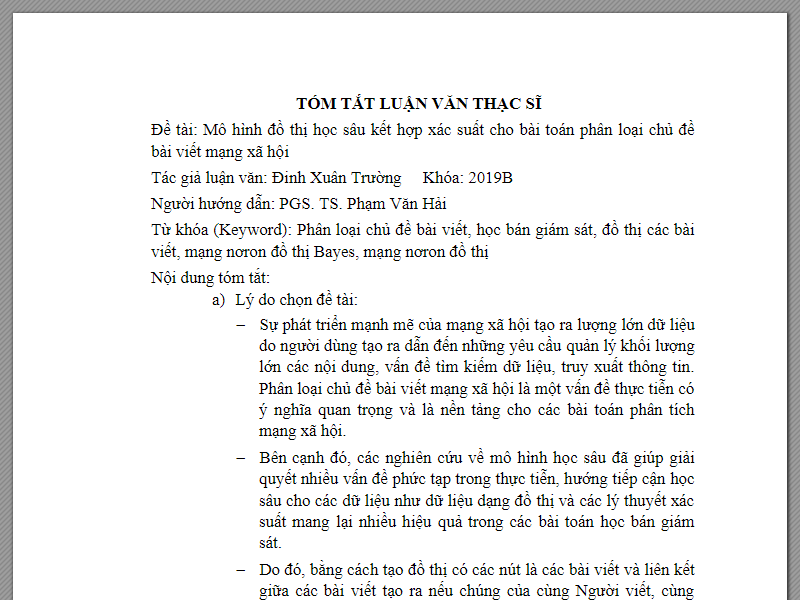 TÓM TẮT LUẬN VĂN THẠC SĨ
Đề tài: Mô hình đồ thị học sâu kết hợp xác suất cho bài toán phân loại chủ đề
bài viết mạng xã hội
Tác giả luận văn: Đinh Xuân Trường Khóa: 2019B
Người hướng dẫn: PGS. TS. Phạm Văn Hải
Từ khóa (Keyword): Phân loại chủ đề bài viết, học bán giám sát, đồ thị các bài
viết, mạng nơron đồ thị Bayes, mạng nơron đồ thị
Nội dung tóm tắt:
a) Lý do chọn đề tài:
– Sự phát triển mạnh mẽ của mạng xã hội tạo ra lượng lớn dữ liệu
do người dùng tạo ra dẫn đến những yêu cầu quản lý khối lượng
lớn các nội dung, vấn đề tìm kiếm dữ liệu, truy xuất thông tin.
Phân loại chủ đề bài viết mạng xã hội là một vấn đề thực tiễn có
ý nghĩa quan trọng và là nền tảng cho các bài toán phân tích
mạng xã hội.
– Bên cạnh đó, các nghiên cứu về mô hình học sâu đã giúp giải
quyết nhiều vấn đề phức tạp trong thực tiễn, hướng tiếp cận học
sâu cho các dữ liệu như dữ liệu dạng đồ thị và các lý thuyết xác
suất mang lại nhiều hiệu quả trong các bài toán học bán giám
sát.
– Do đó, bằng cách tạo đồ thị có các nút là các bài viết và liên kết
giữa các bài viết tạo ra nếu chúng của cùng Người viết, cùng